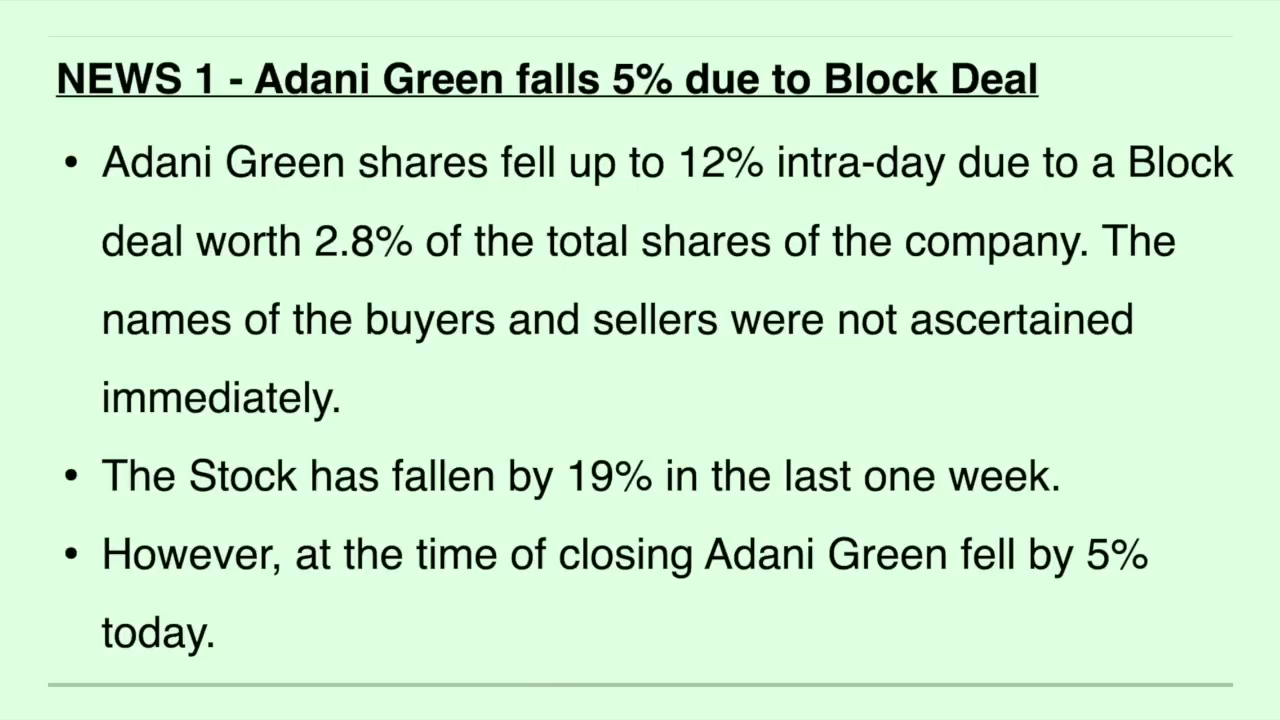 NEWS 1 - Adani Green falls 5% due to Block Deal
• Adani Green shares fell up to 12% intra-day due to a Block
deal worth 2.8% of the total shares of the company. The
names of the buyers and sellers were not ascertained
immediately.
• The Stock has fallen by 19% in the last one week.
• However, at the time of closing Adani Green fell by 5%
today.